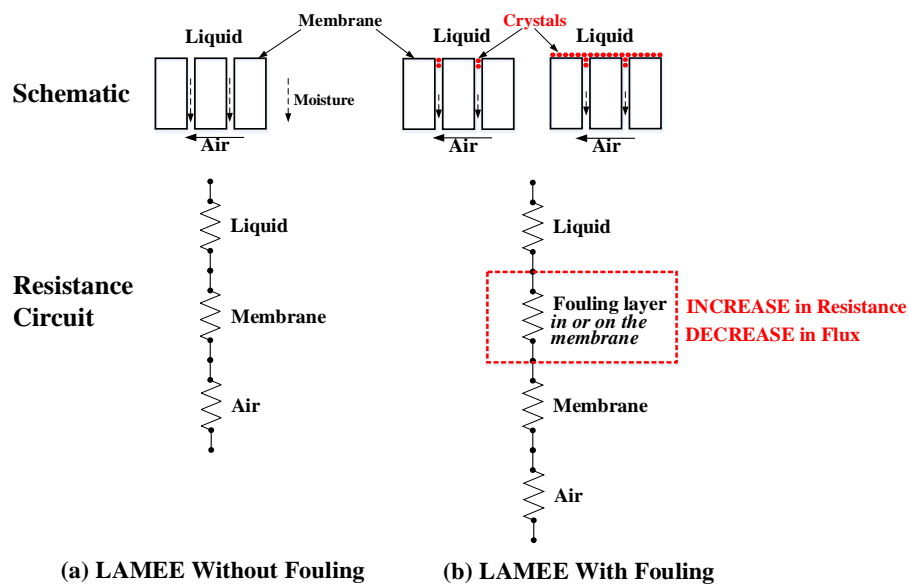 Liquid
Membrane
Schematic
Moisture
Air
Crystals
Liquid
Liquid
Air
Air
Resistance
Circuit
Liquid
Membrane
Air
Liquid
Fouling layer
in or on the
membrane
INCREASE in Resistance
DECREASE in Flux
Membrane
Air
(a) LAMEE Without Fouling
(b) LAMEE With Fouling